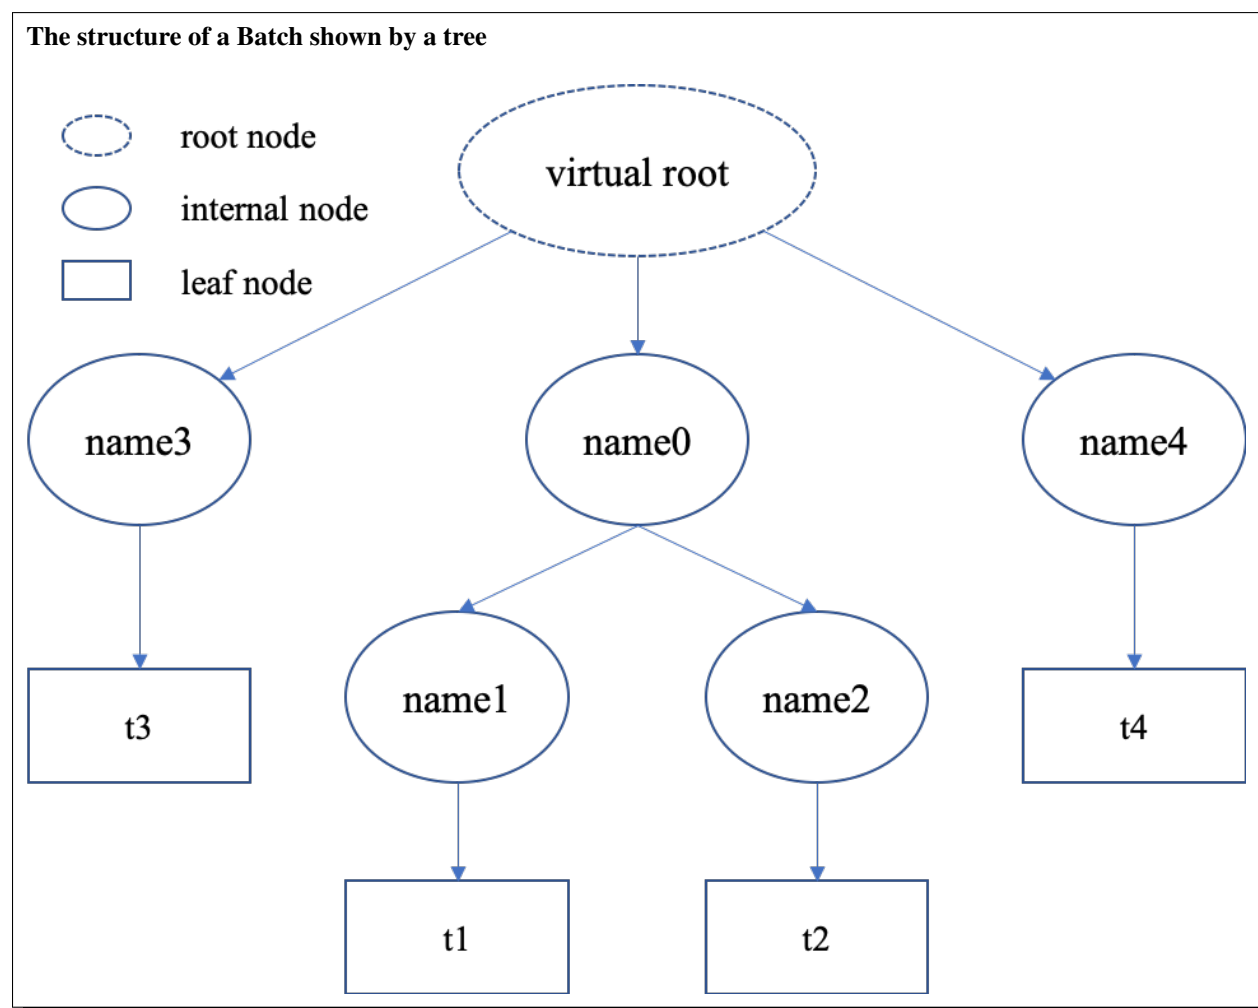 The structure of a Batch shown by a tree
root node
internal node
leaf node
virtual root
name3
name0
name4
name1
name2
t3
t4
t1
t2